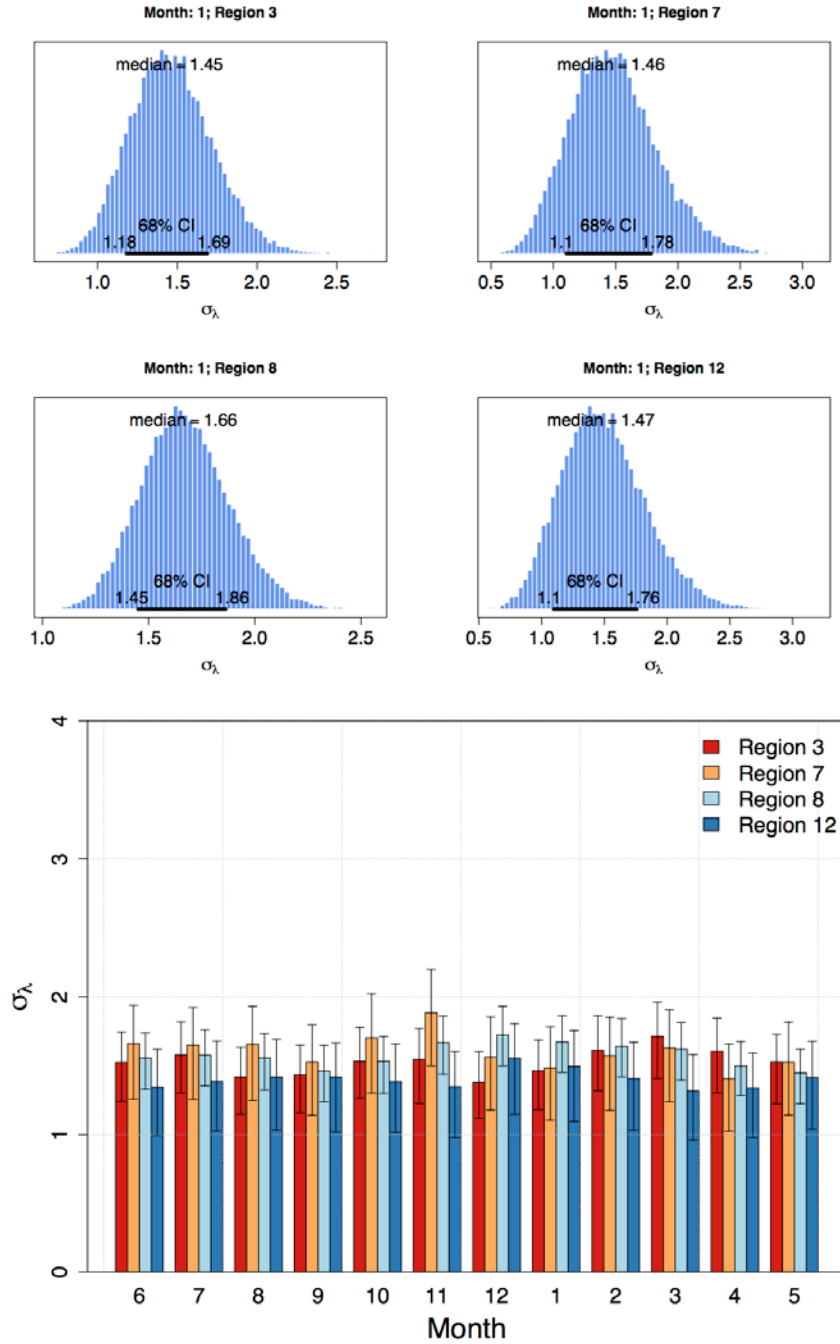 Month: 1; Region 3
Month: 1; Region 7
median = 1.45
median = 1.46
68% CI
1.18
1.69
68% CI
1.1
1.78
1.0 1.5 2.0 2.5
0.5 1.0 1.5 2.0 2.5 3.0
σλ
σλ
Month: 1; Region 8
Month: 1; Region 12
median = 1.66
median = 1.47
68% CI
1.45
1.86
68% CI
1.1
1.76
1.0 1.5 2.0 2.5
0.5 1.0 1.5 2.0 2.5 3.0
σλ
σλ
4
3
2
1
0
σλ
Region 3
Region 7
Region 8
Region 12
6 7 8 9 10 11 12 1 2 3 4 5
Month